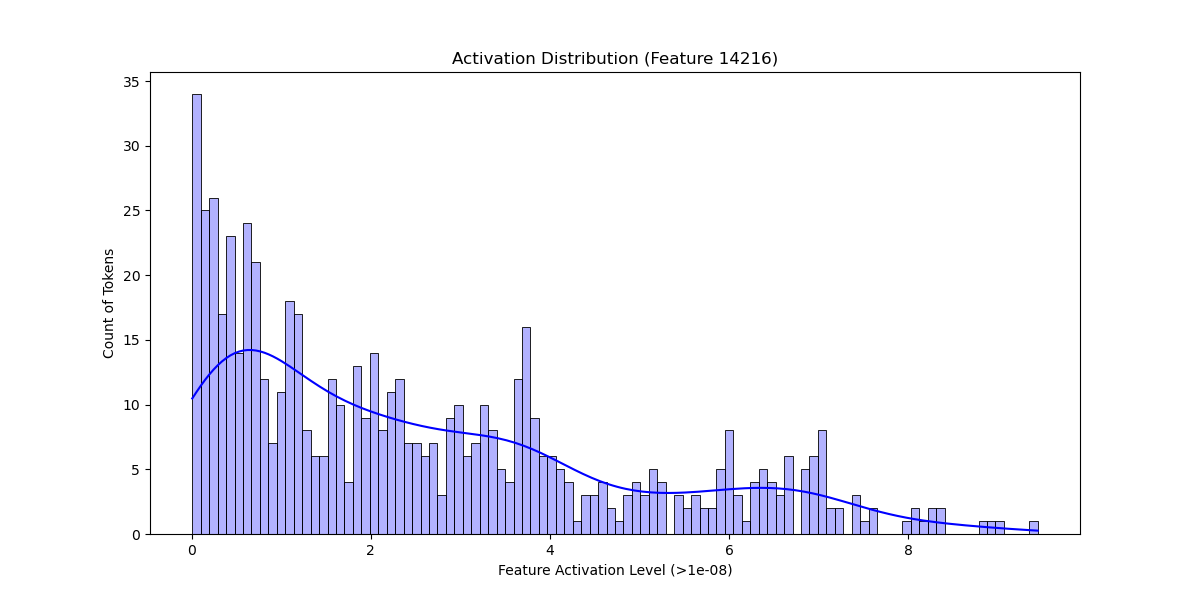 Activation Distribution (Feature 14216)
35
30
25
20
15
10
5
0
Count of Tokens
0 2 4 6 8
Feature Activation Level (>1e-08)